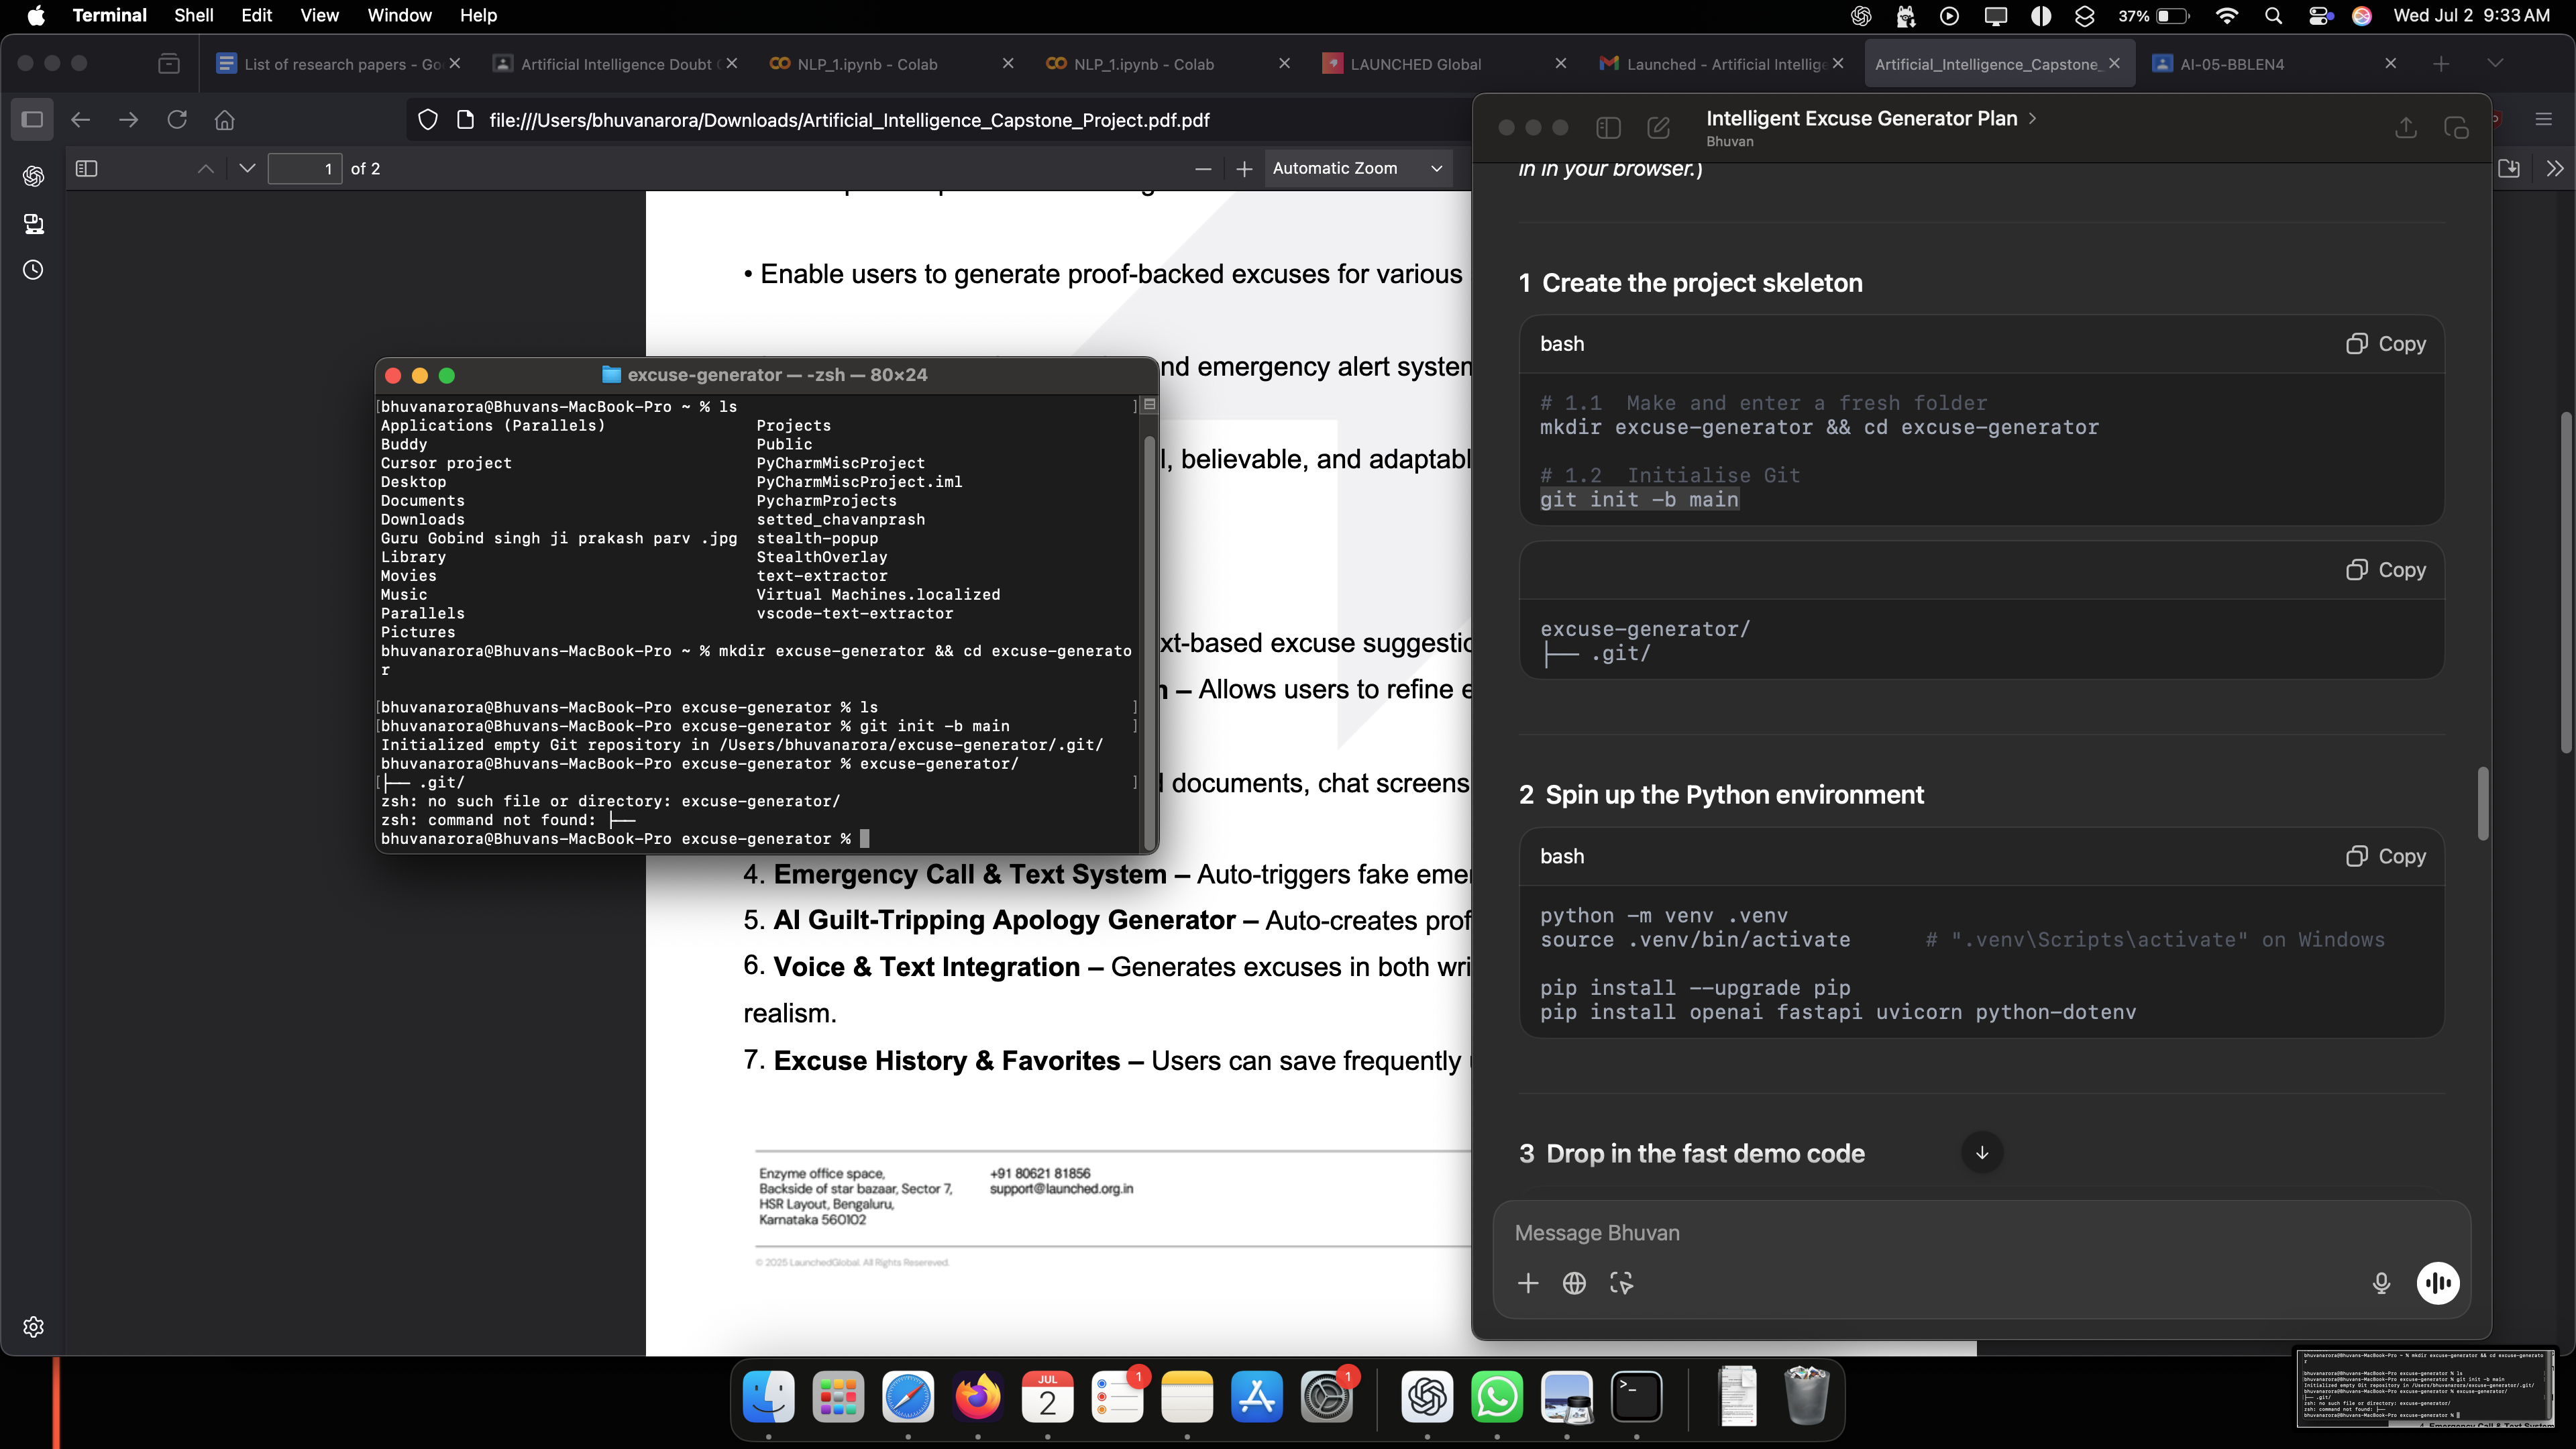 Terminal Shell Edit View Window Help 37% Wed Jul 2 9:33 AM
List of research papers - Go
Artificial Intelligence Doubt
NLP_1.ipynb - Colab
NLP_1.ipynb - Colab
LAUNCHED Global
Launched - Artificial Intellige
Artificial_Intelligence_Capstone_
AI-05-BBLEN4
file:///Users/bhuvanarora/Downloads/Artificial_Intelligence_Capstone_Project.pdf.pdf
1 of 2
Automatic Zoom
• Enable users to generate proof-backed excuses for various
nd emergency alert system
l, believable, and adaptabl
xt-based excuse suggestio
n – Allows users to refine e
d documents, chat screens
4. Emergency Call & Text System – Auto-triggers fake emer
5. AI Guilt-Tripping Apology Generator – Auto-creates prof
6. Voice & Text Integration – Generates excuses in both wri
realism.
7. Excuse History & Favorites – Users can save frequently
Enzyme office space,
Backside of star bazaar, Sector 7,
HSR Layout, Bengaluru,
Karnataka 560102
+91 80621 81856
support@launched.org.in
© 2025 LaunchedGlobal. All Rights Resereved.
excuse-generator — -zsh — 80×24
[bhuvanarora@Bhuvans-MacBook-Pro ~ % ls ]
Applications (Parallels) Projects
Buddy Public
Cursor project PyCharmMiscProject
Desktop PyCharmMiscProject.iml
Documents PycharmProjects
Downloads setted_chavanprash
Guru Gobind singh ji prakash parv .jpg stealth-popup
Library StealthOverlay
Movies text-extractor
Music Virtual Machines.localized
Parallels vscode-text-extractor
Pictures
bhuvanarora@Bhuvans-MacBook-Pro ~ % mkdir excuse-generator && cd excuse-generato
r
[bhuvanarora@Bhuvans-MacBook-Pro excuse-generator % ls ]
[bhuvanarora@Bhuvans-MacBook-Pro excuse-generator % git init -b main ]
Initialized empty Git repository in /Users/bhuvanarora/excuse-generator/.git/
bhuvanarora@Bhuvans-MacBook-Pro excuse-generator % excuse-generator/
[├── .git/ ]
zsh: no such file or directory: excuse-generator/
zsh: command not found: ├──
bhuvanarora@Bhuvans-MacBook-Pro excuse-generator %
Intelligent Excuse Generator Plan
Bhuvan
in in your browser.)
1 Create the project skeleton
bash
Copy
# 1.1 Make and enter a fresh folder
mkdir excuse-generator && cd excuse-generator
# 1.2 Initialise Git
git init -b main
Copy
excuse-generator/
├── .git/
2 Spin up the Python environment
bash
Copy
python -m venv .venv
source .venv/bin/activate # ".venv\Scripts\activate" on Windows
pip install --upgrade pip
pip install openai fastapi uvicorn python-dotenv
3 Drop in the fast demo code
Message Bhuvan
JUL
2
1
1